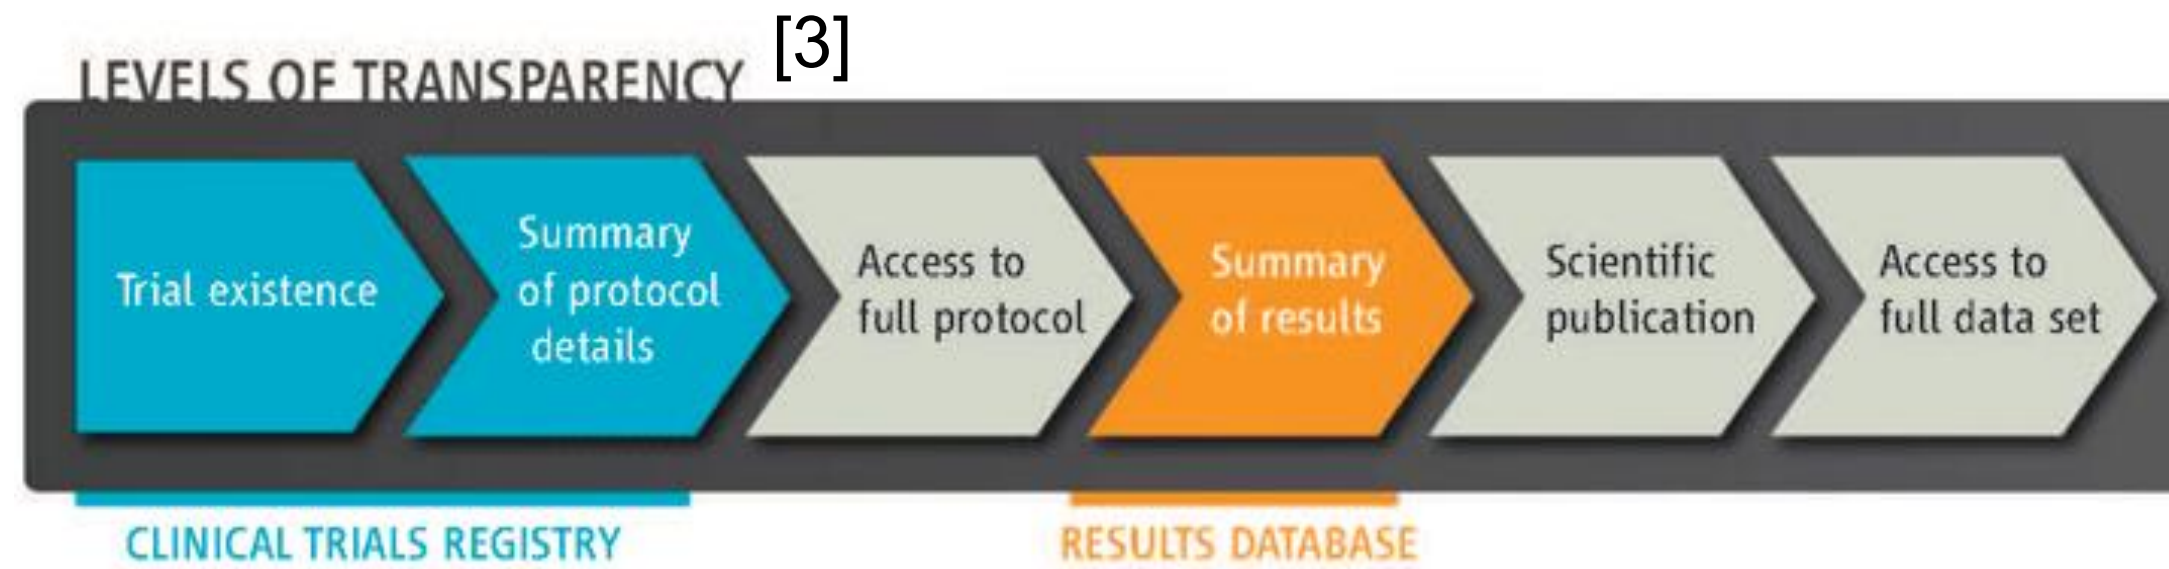 LEVELS OF TRANSPARENCY [3]
Trial existence
Summary
of protocol
details
Access to
full protocol
Summary
of results
Scientific
publication
Access to
full data set
CLINICAL TRIALS REGISTRY
RESULTS DATABASE